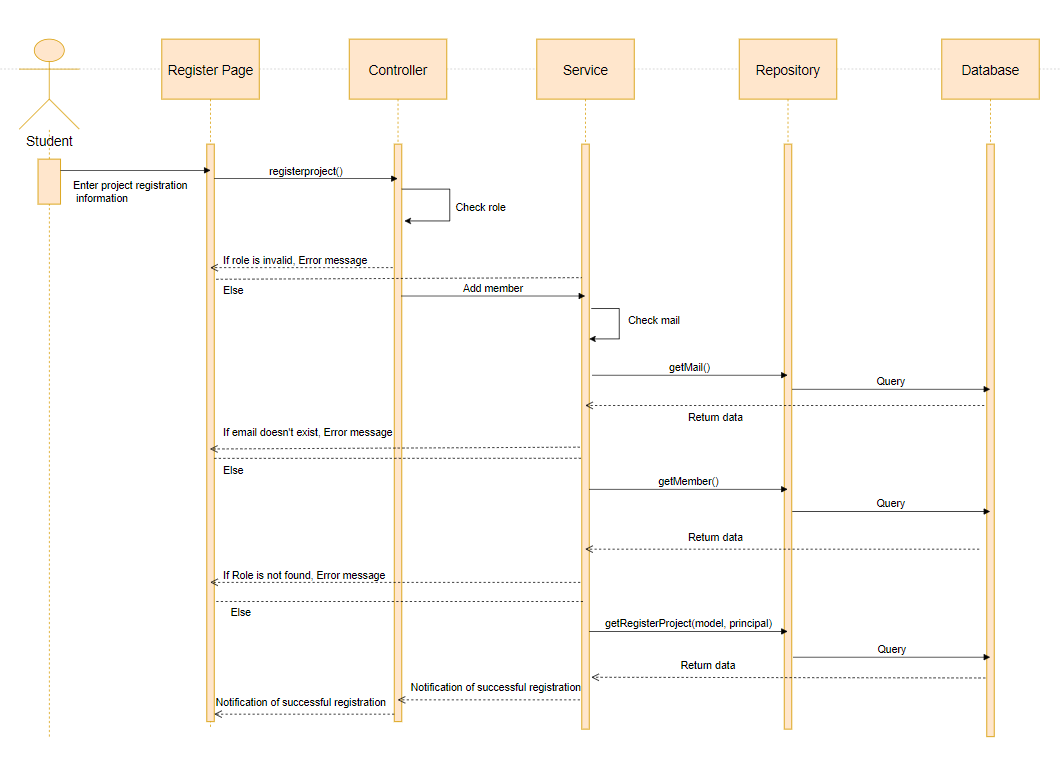 Register Page
Controller
Service
Repository
Database
Student
registerproject()
Enter project registration
information
Check role
If role is invalid, Error message
Else
Add member
Check mail
getMail()
Query
Return data
If email doesn't exist, Error message
Else
getMember()
Query
Return data
If Role is not found, Error message
Else
getRegisterProject(model, principal)
Query
Return data
Notification of successful registration
Notification of successful registration